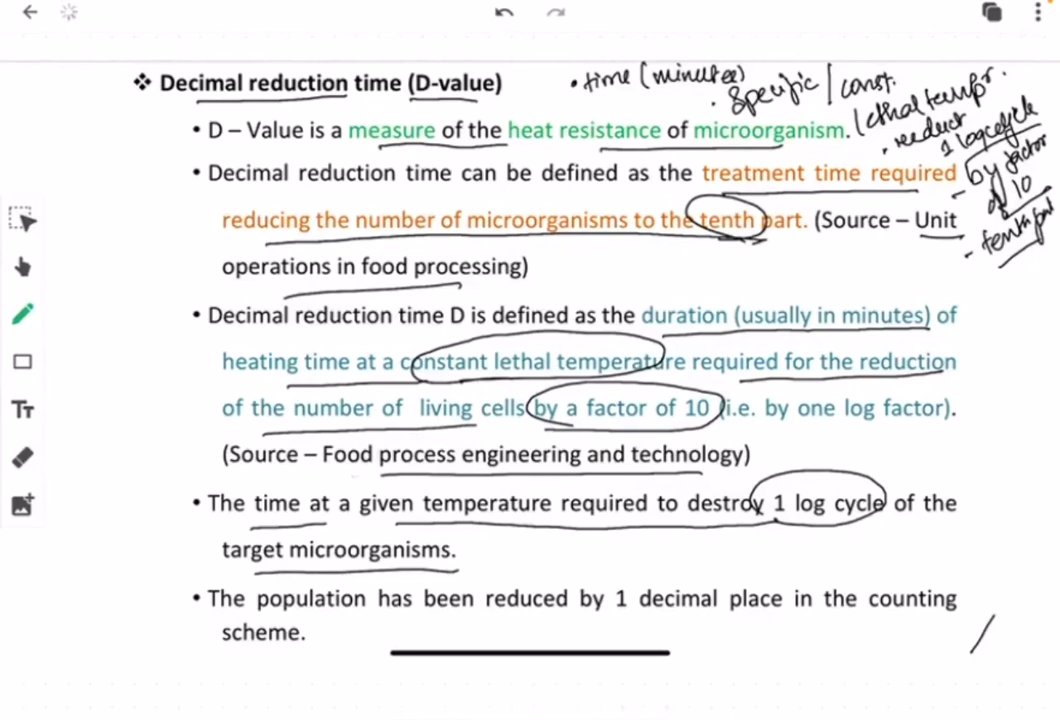 ❖ Decimal reduction time (D-value)
• time (minutes)
• Specific / const.
lethal tempr.
• reduct
1 log cycle
- by factor
of 10
- tenth part
• D – Value is a measure of the heat resistance of microorganism.
• Decimal reduction time can be defined as the treatment time required
reducing the number of microorganisms to the tenth part. (Source – Unit
operations in food processing)
• Decimal reduction time D is defined as the duration (usually in minutes) of
heating time at a constant lethal temperature required for the reduction
of the number of living cells by a factor of 10 (i.e. by one log factor).
(Source – Food process engineering and technology)
• The time at a given temperature required to destroy 1 log cycle of the
target microorganisms.
• The population has been reduced by 1 decimal place in the counting
scheme.
TT